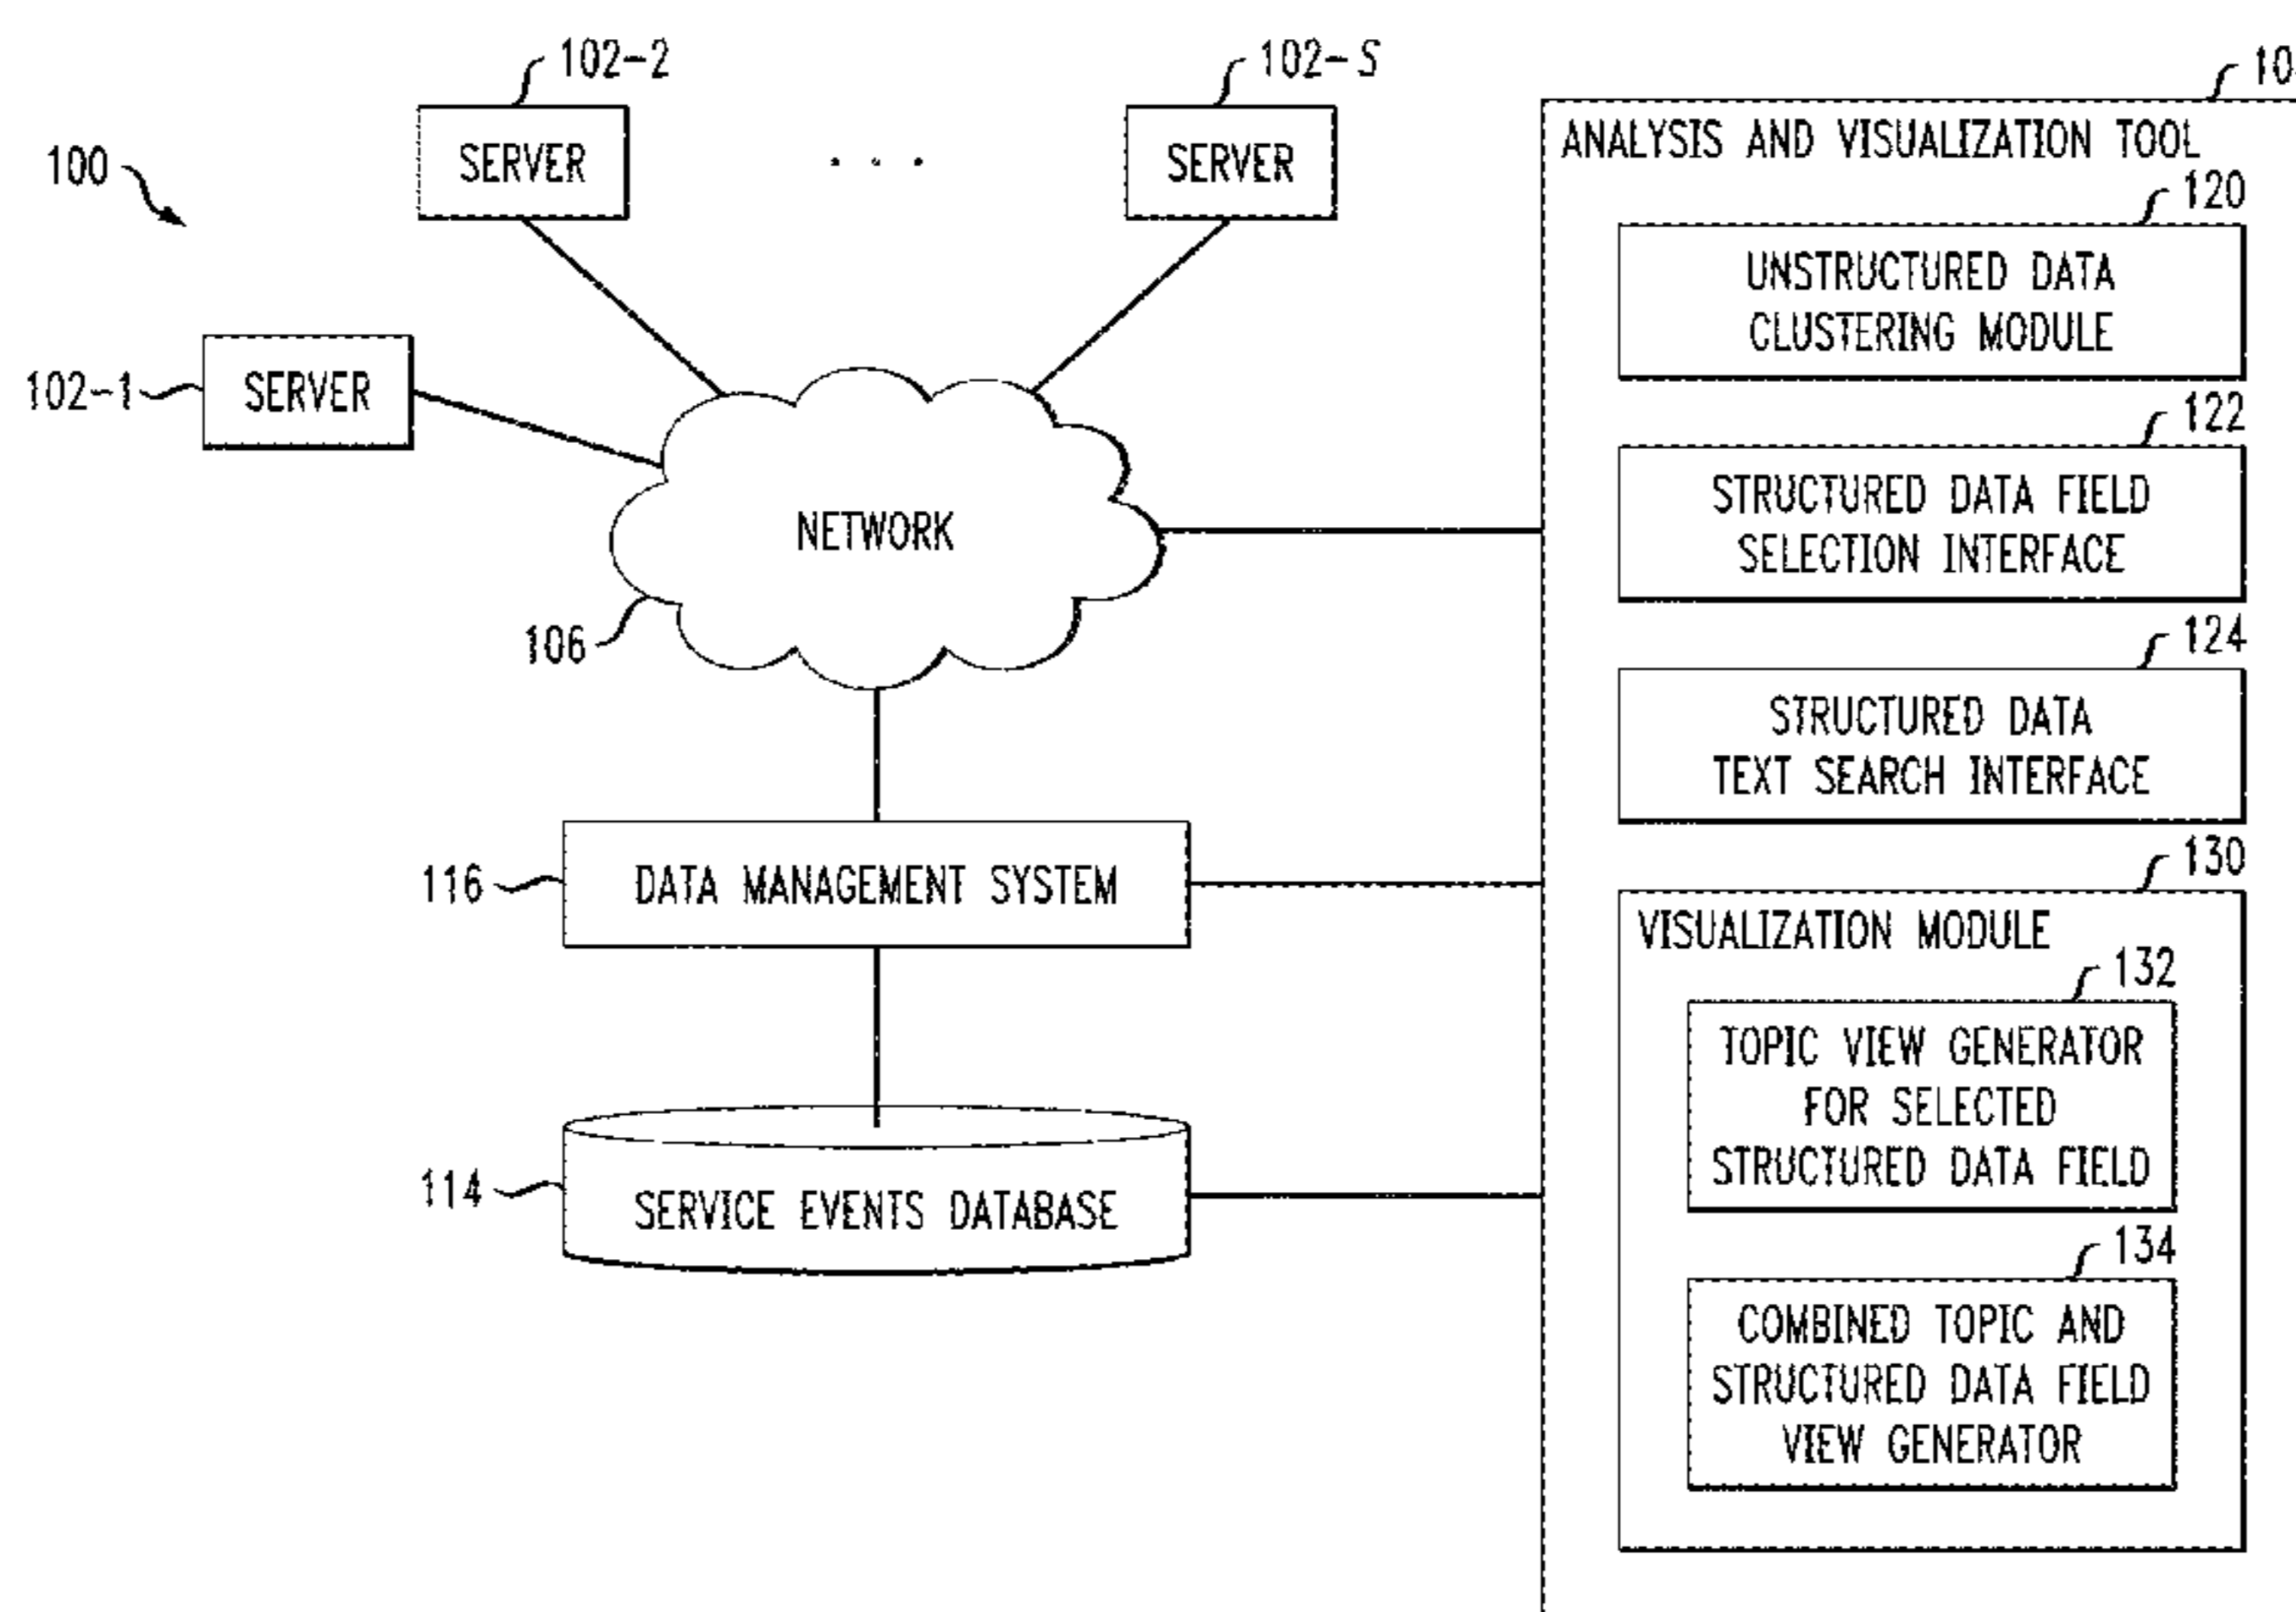 102-2
102-S
10
100
SERVER
. . .
SERVER
ANALYSIS AND VISUALIZATION TOOL
120
UNSTRUCTURED DATA
CLUSTERING MODULE
102-1
SERVER
122
STRUCTURED DATA FIELD
SELECTION INTERFACE
NETWORK
106
124
STRUCTURED DATA
TEXT SEARCH INTERFACE
116
DATA MANAGEMENT SYSTEM
130
VISUALIZATION MODULE
132
TOPIC VIEW GENERATOR
FOR SELECTED
STRUCTURED DATA FIELD
114
SERVICE EVENTS DATABASE
134
COMBINED TOPIC AND
STRUCTURED DATA FIELD
VIEW GENERATOR